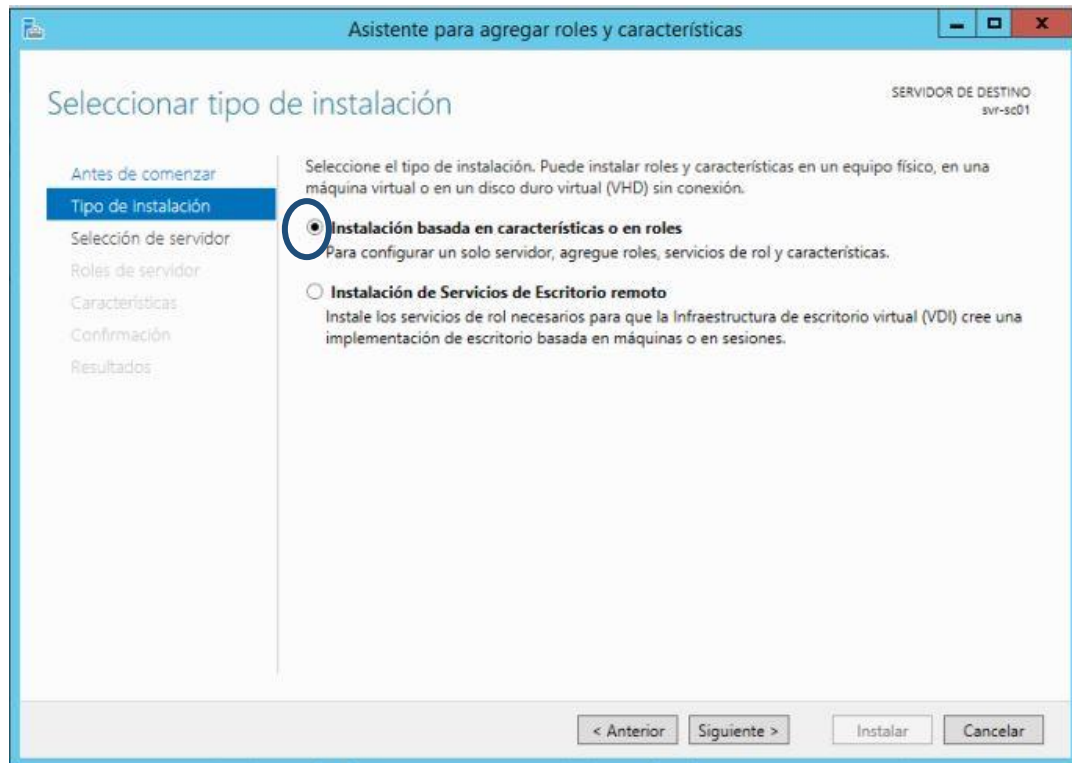 Asistente para agregar roles y características
Seleccionar tipo de instalación
SERVIDOR DE DESTINO
svr-sc01
Antes de comenzar
Tipo de instalación
Selección de servidor
Roles de servidor
Características
Confirmación
Resultados
Seleccione el tipo de instalación. Puede instalar roles y características en un equipo físico, en una
máquina virtual o en un disco duro virtual (VHD) sin conexión.
Instalación basada en características o en roles
Para configurar un solo servidor, agregue roles, servicios de rol y características.
Instalación de Servicios de Escritorio remoto
Instale los servicios de rol necesarios para que la Infraestructura de escritorio virtual (VDI) cree una
implementación de escritorio basada en máquinas o en sesiones.
< Anterior
Siguiente >
Instalar
Cancelar